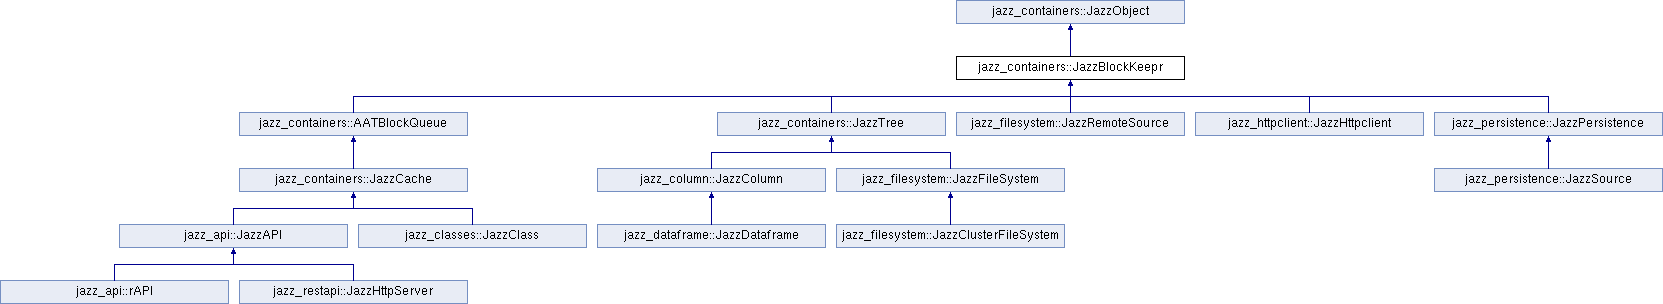 jazz_containers::JazzObject
jazz_containers::JazzBlockKeepr
jazz_containers::AATBlockQueue
jazz_containers::JazzTree
jazz_filesystem::JazzRemoteSource
jazz_httpclient::JazzHttpclient
jazz_persistence::JazzPersistence
jazz_containers::JazzCache
jazz_column::JazzColumn
jazz_filesystem::JazzFileSystem
jazz_persistence::JazzSource
jazz_api::JazzAPI
jazz_classes::JazzClass
jazz_dataframe::JazzDataframe
jazz_filesystem::JazzClusterFileSystem
jazz_api::rAPI
jazz_restapi::JazzHttpServer